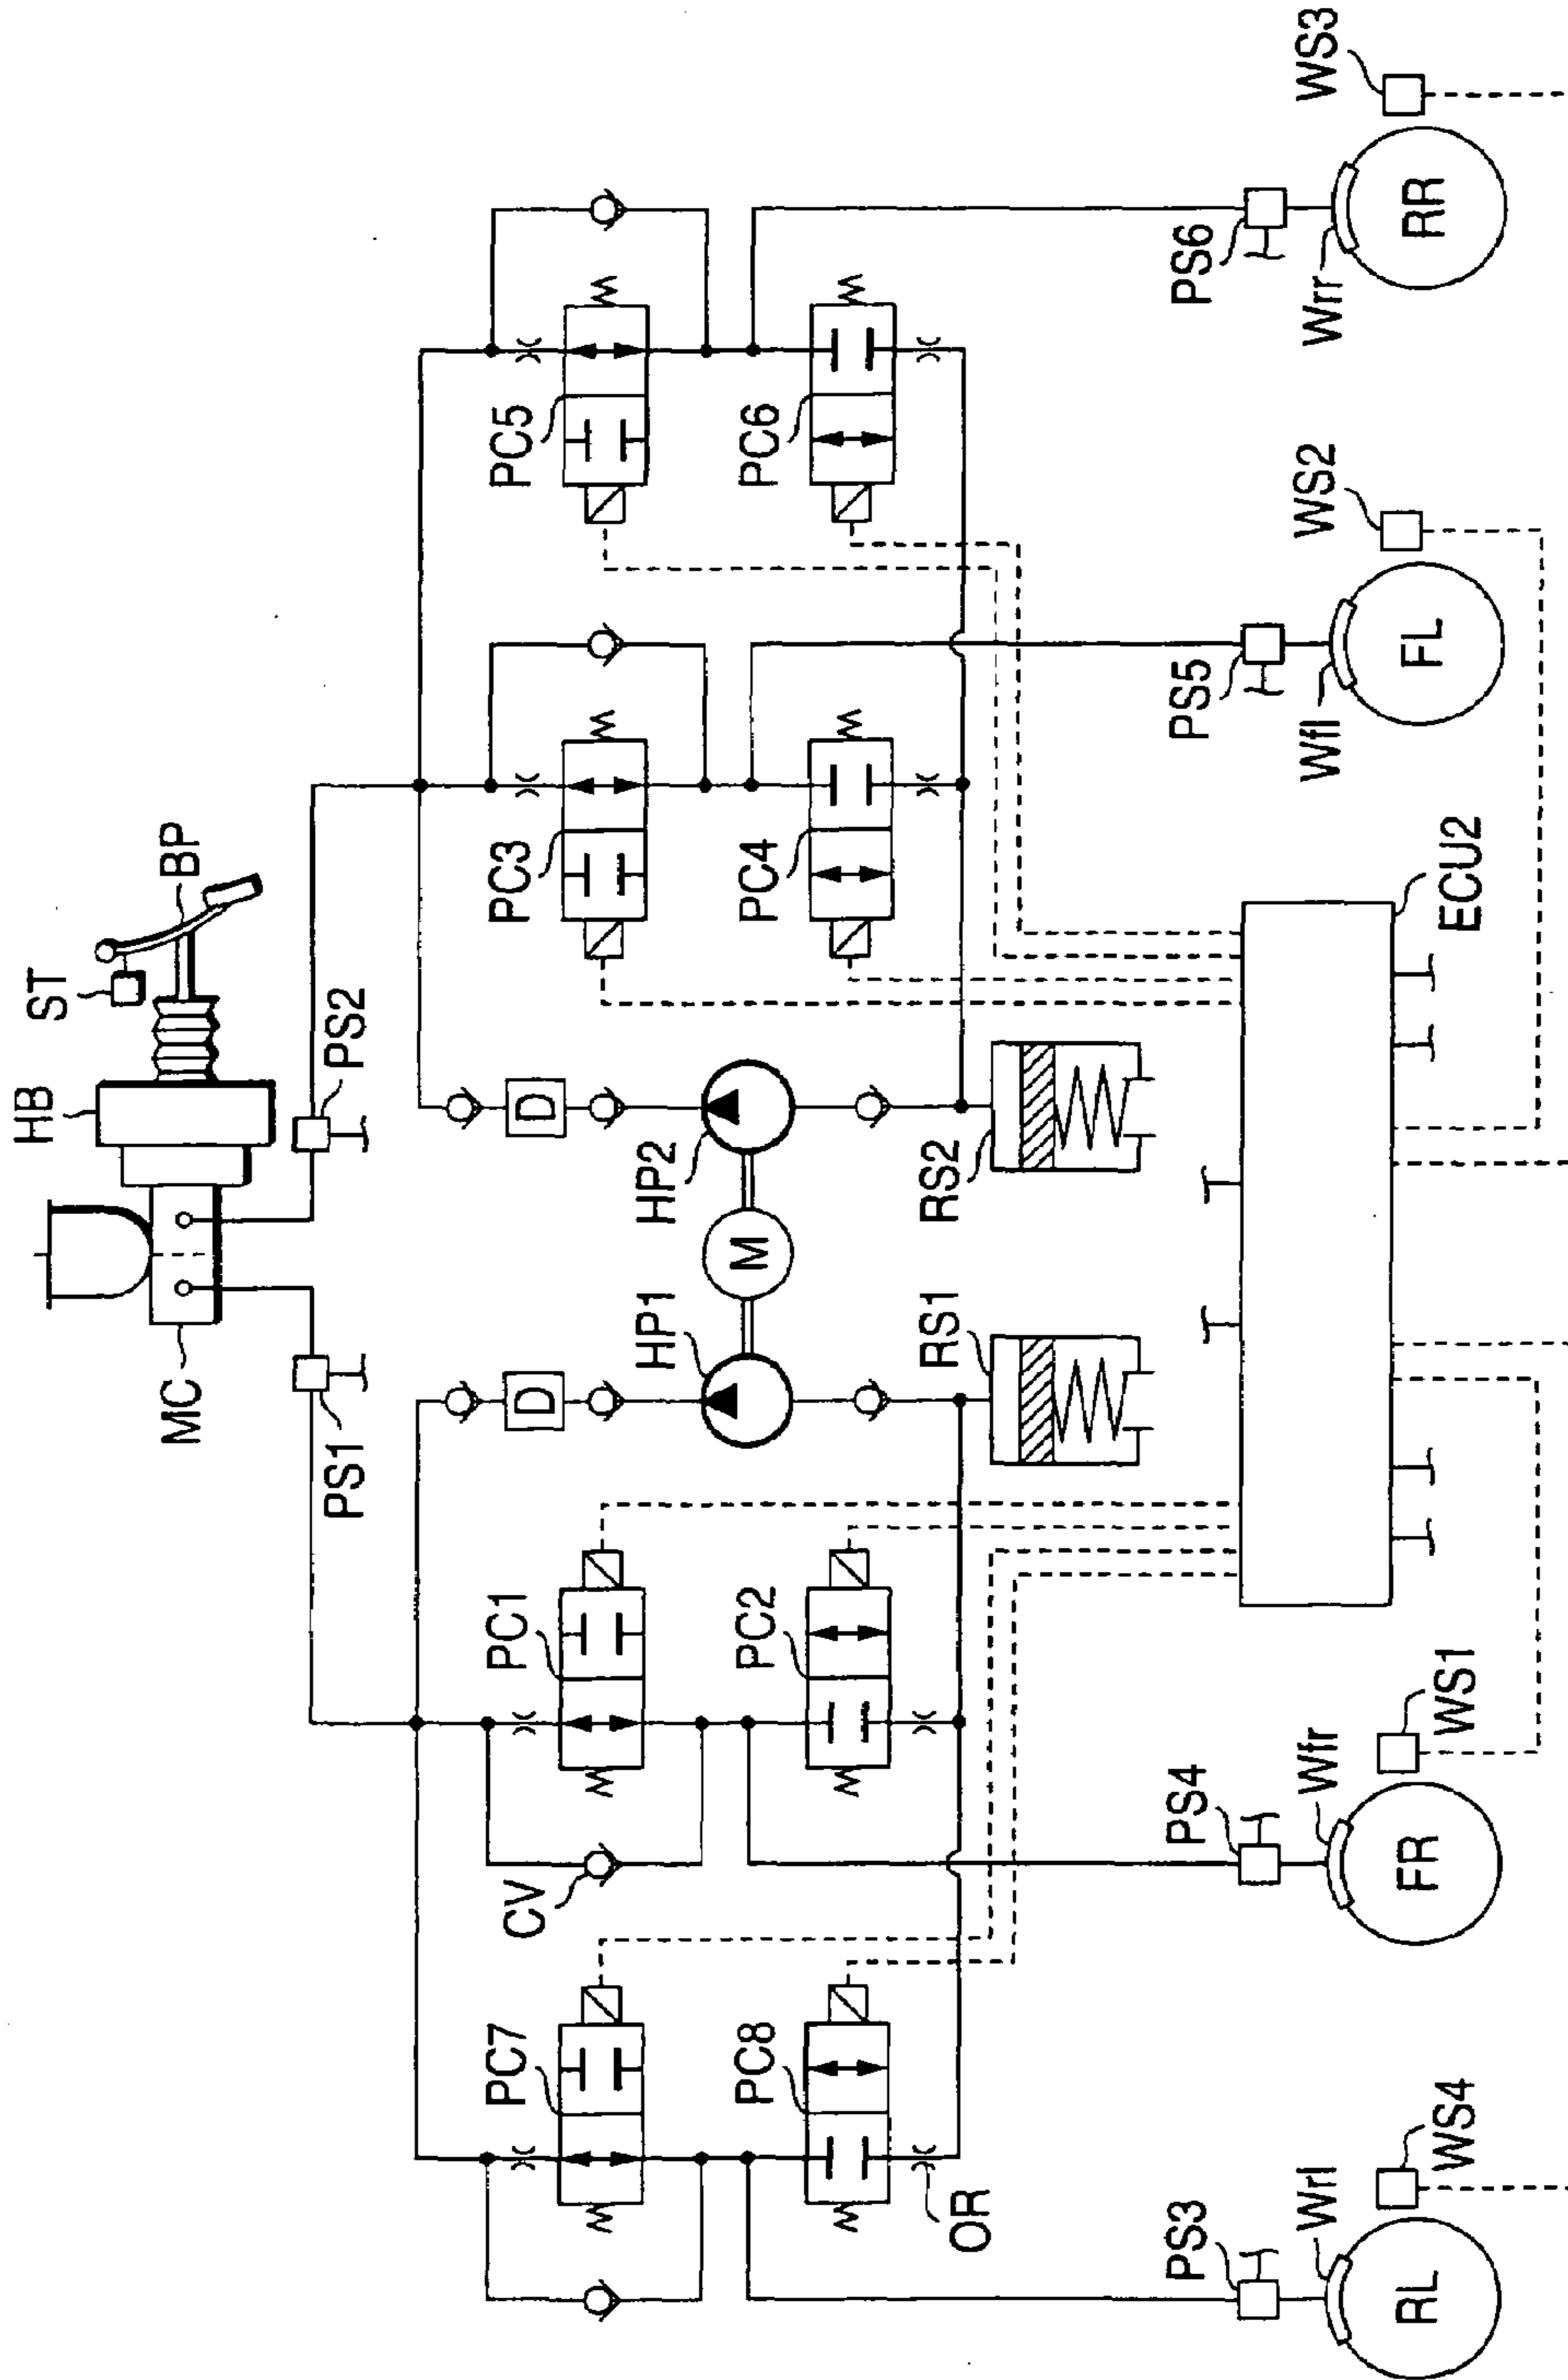 HB
ST
BP
MC
PS1
PS2
D
D
PC7
CV
PC1
HP1
M
HP2
PC3
PC5
PC8
OR
PC2
RS1
RS2
PC4
PC6
PS3
PS4
PS5
PS6
Wrl
Wfr
Wfl
Wrr
RL
FR
FL
RR
WS4
WS1
ECU2
WS2
WS3